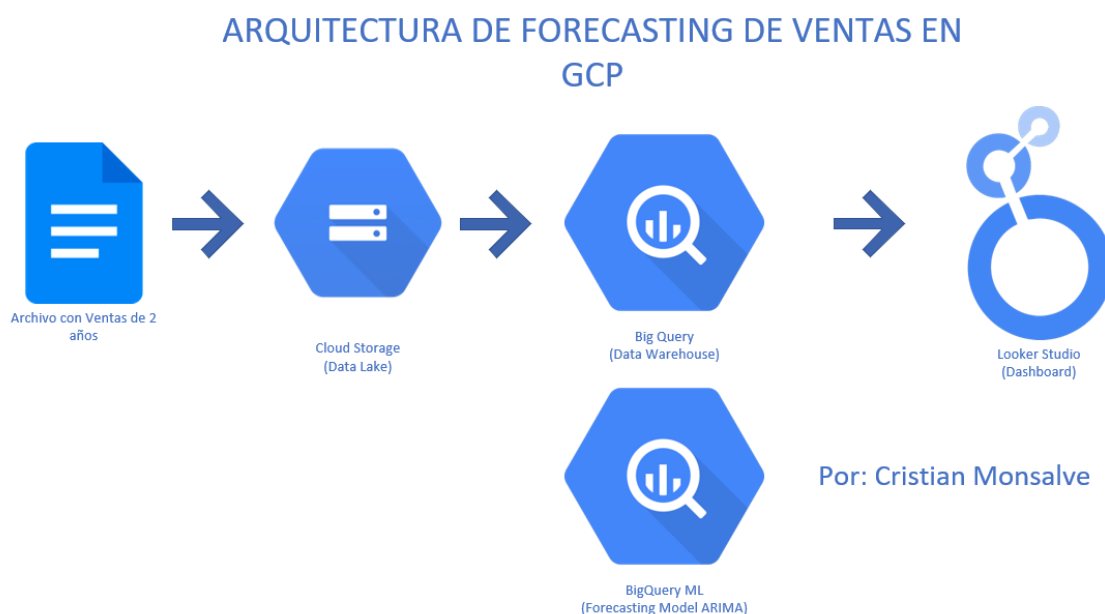 ARQUITECTURA DE FORECASTING DE VENTAS EN
GCP
Archivo con Ventas de 2
años
Cloud Storage
(Data Lake)
Big Query
(Data Warehouse)
Looker Studio
(Dashboard)
Por: Cristian Monsalve
BigQuery ML
(Forecasting Model ARIMA)